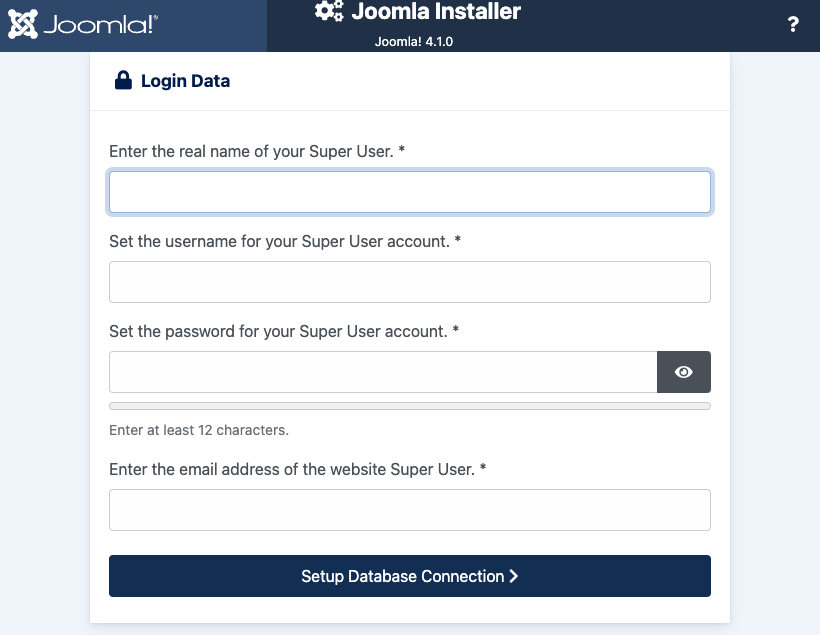 Joomla!®
Joomla Installer
Joomla! 4.1.0
?
Login Data
Enter the real name of your Super User. *
Set the username for your Super User account. *
Set the password for your Super User account. *
Enter at least 12 characters.
Enter the email address of the website Super User. *
Setup Database Connection